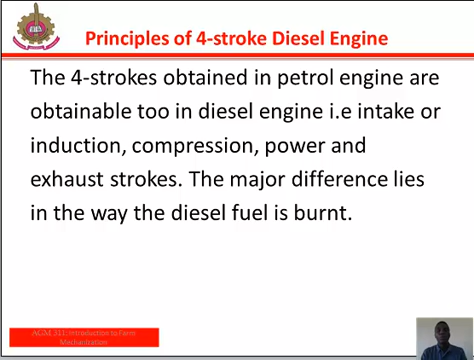 Principles of 4-stroke Diesel Engine
The 4-strokes obtained in petrol engine are
obtainable too in diesel engine i.e intake or
induction, compression, power and
exhaust strokes. The major difference lies
in the way the diesel fuel is burnt.
AGM 311: Introduction to Farm
Mechanization